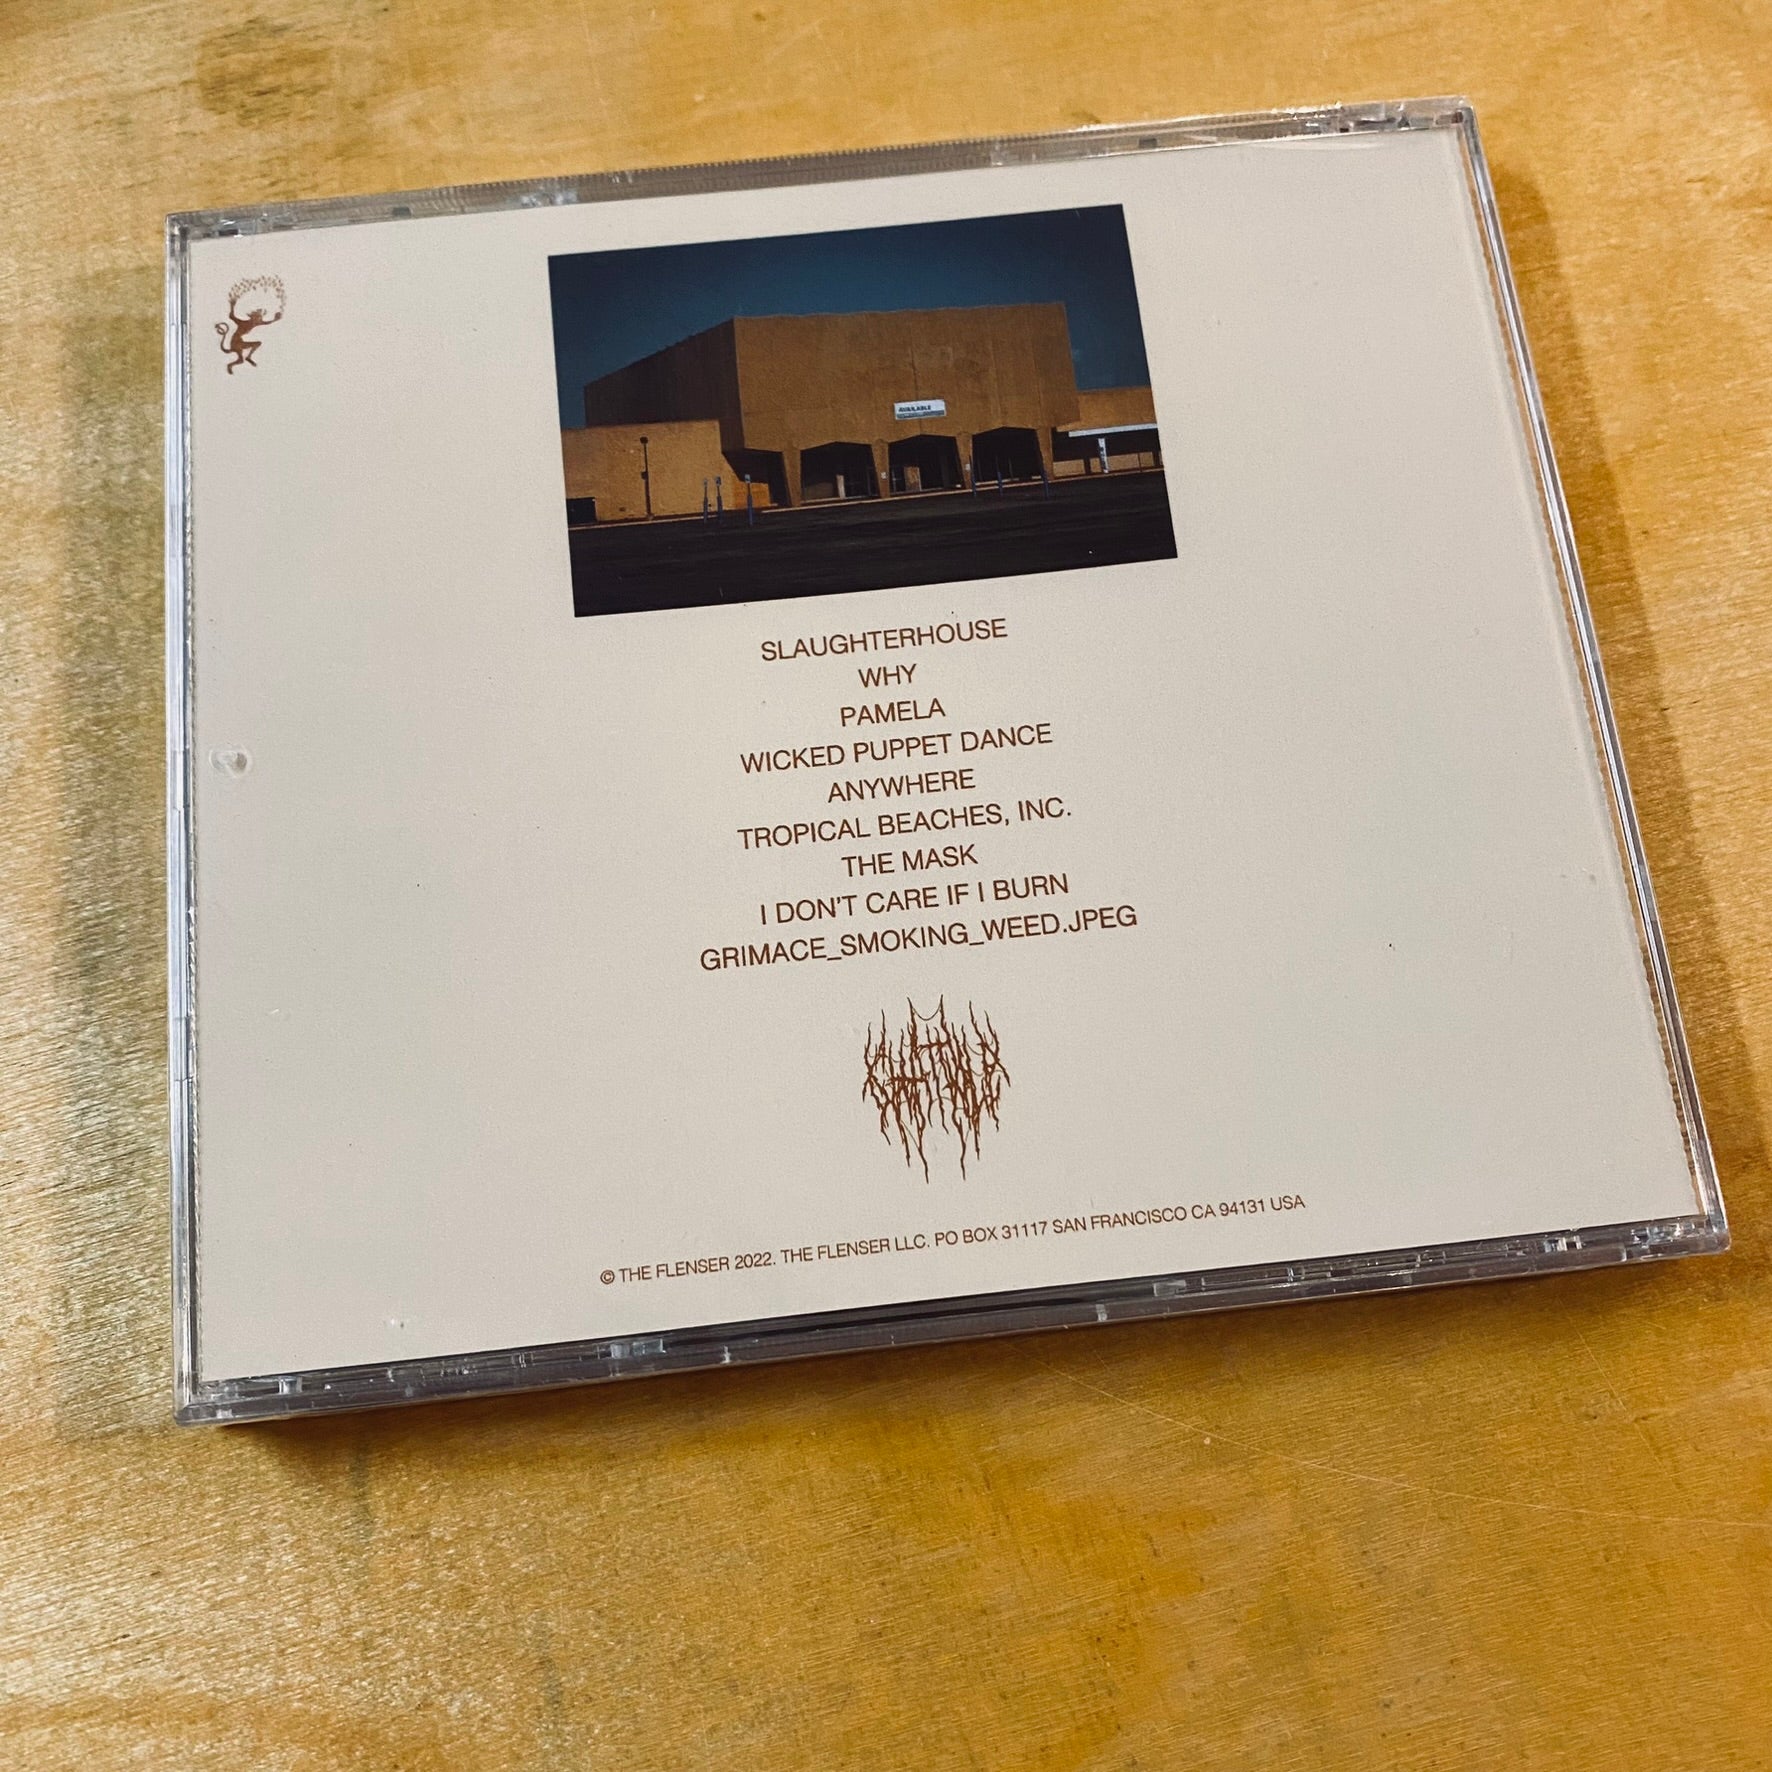 AVAILABLE
SLAUGHTERHOUSE
WHY
PAMELA
WICKED PUPPET DANCE
ANYWHERE
TROPICAL BEACHES, INC.
THE MASK
I DON'T CARE IF I BURN
GRIMACE_SMOKING_WEED.JPEG
© THE FLENSER 2022. THE FLENSER LLC. PO BOX 31117 SAN FRANCISCO CA 94131 USA